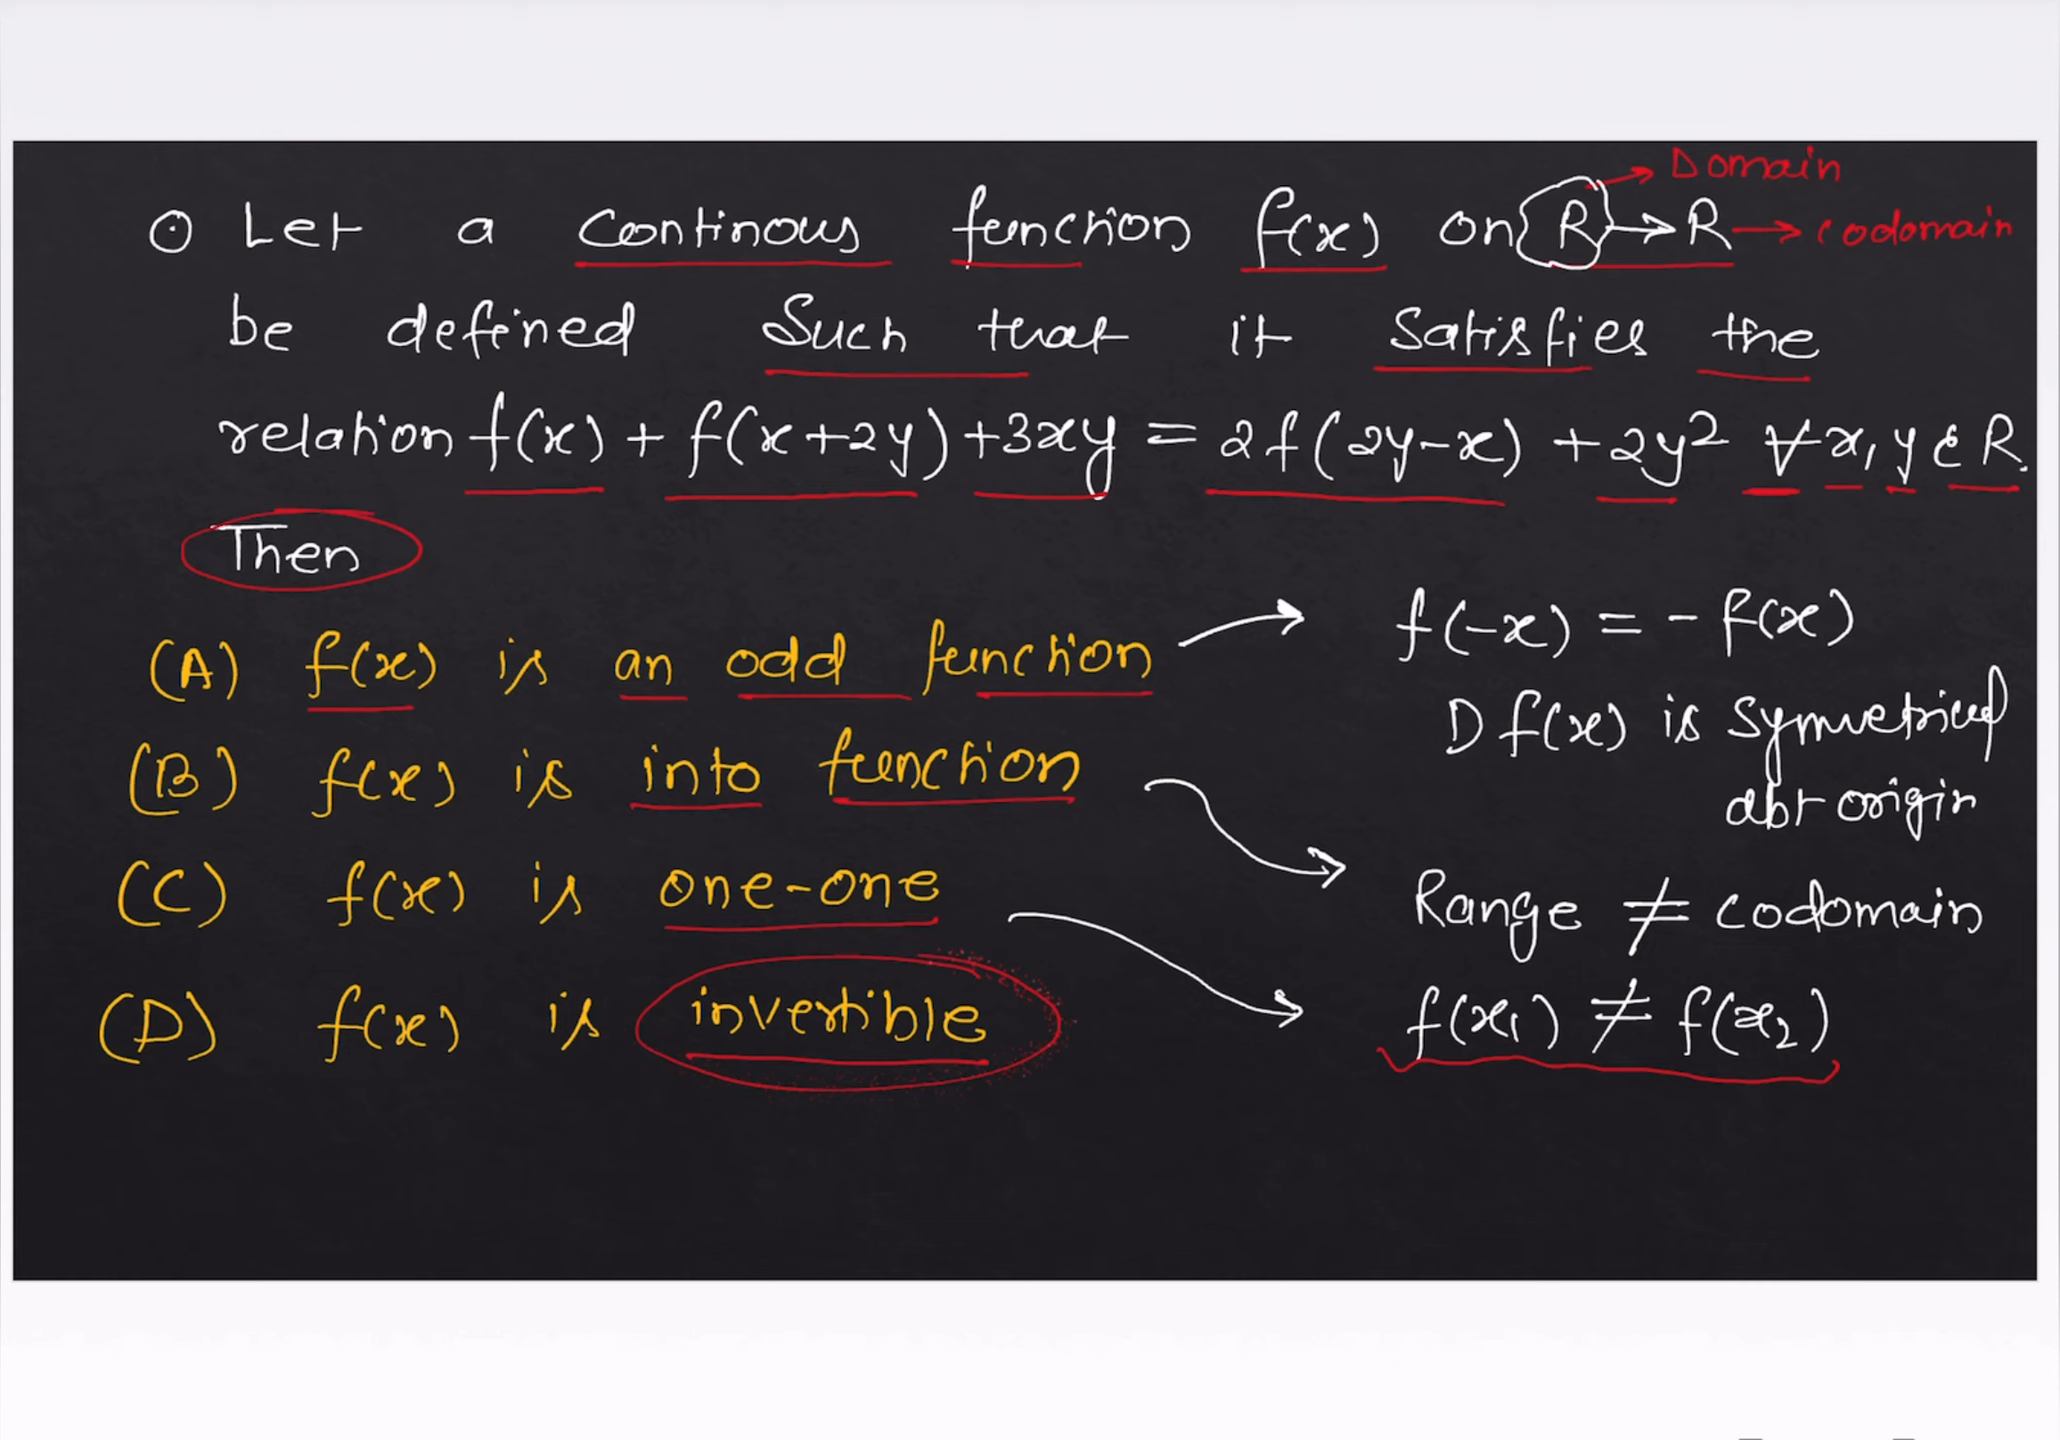 ⊙ Let a continous function f(x) on R → R → codomain
→ Domain
be defined Such that it Satisfies the
relation f(x) + f(x+2y) + 3xy = 2f(2y-x) + 2y² ∀ x, y ∈ R.
Then
(A) f(x) is an odd function → f(-x) = - f(x)
D f(x) is Symmetrical
abt origin
(B) f(x) is into function → Range ≠ codomain
(C) f(x) is one-one → f(x₁) ≠ f(x₂)
(D) f(x) is invertible